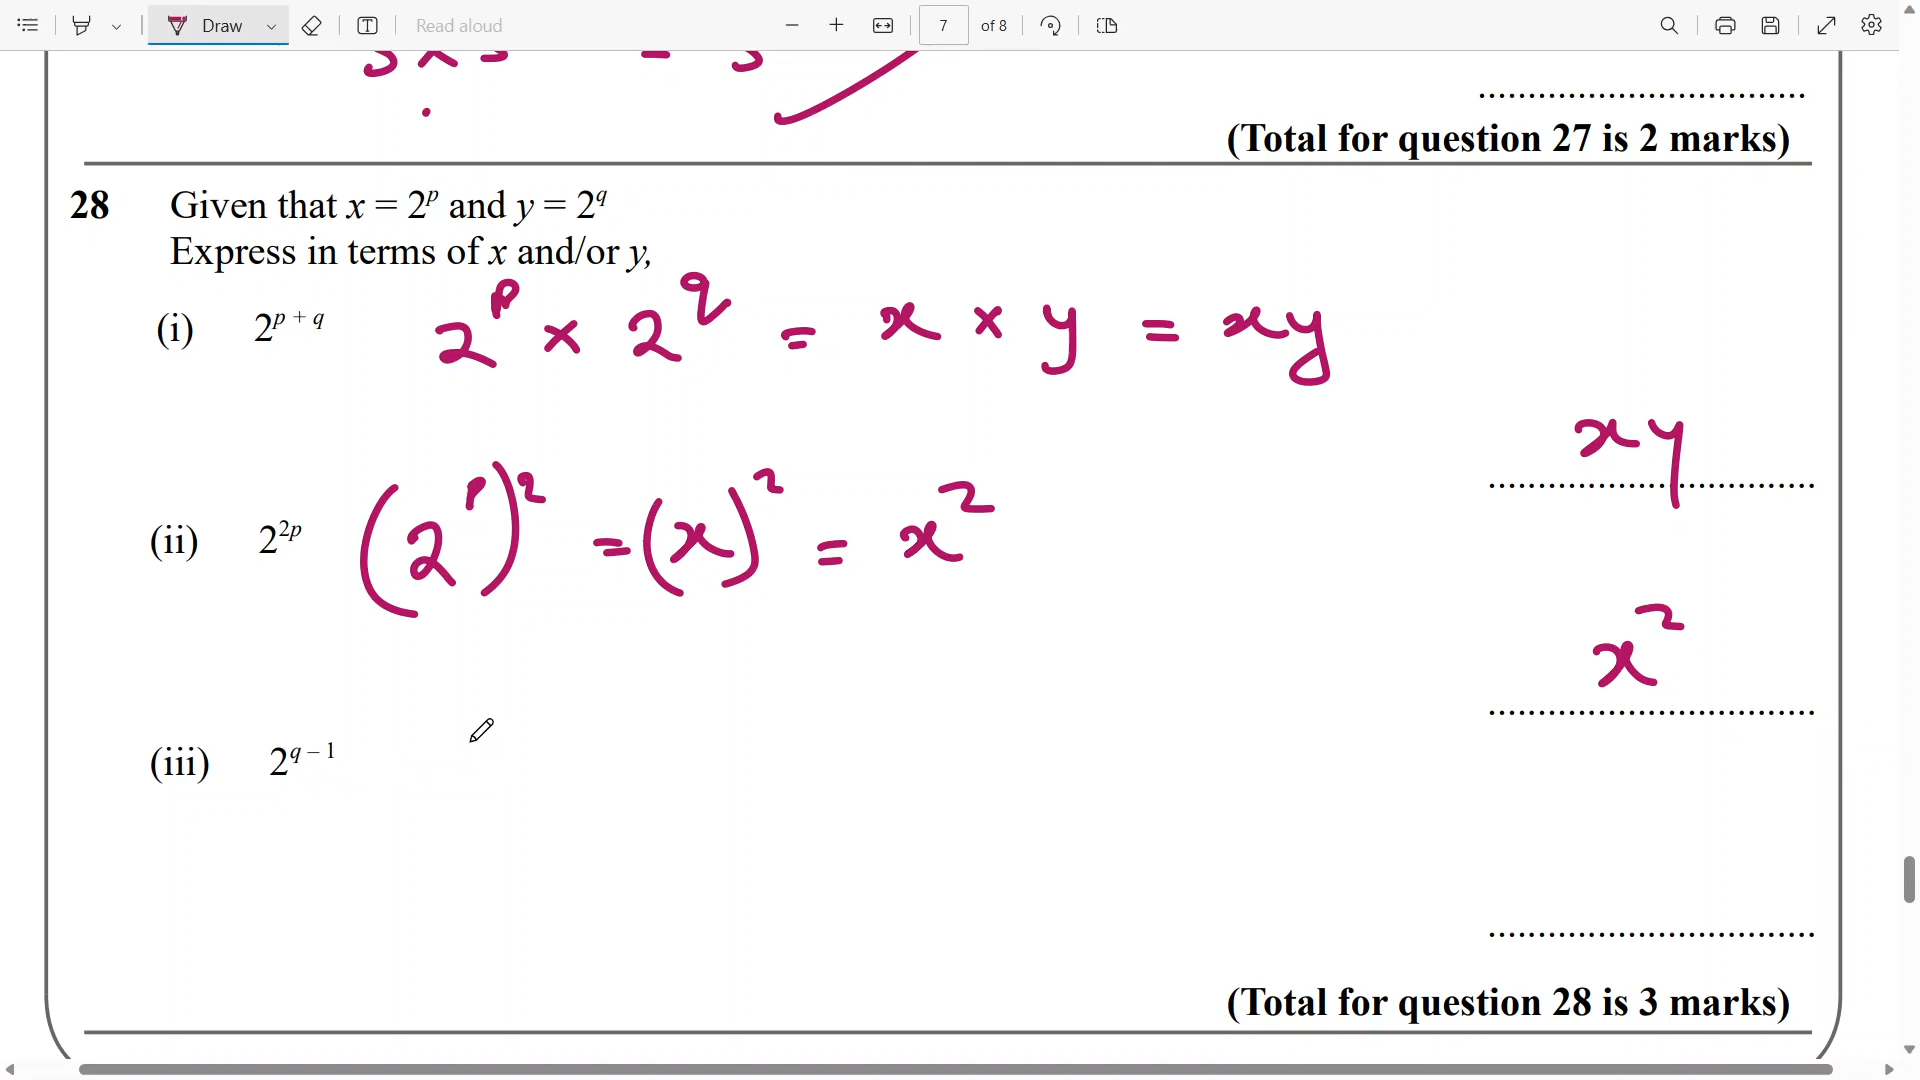 Draw
Read aloud
7 of 8
(Total for question 27 is 2 marks)
28 Given that x = 2^p and y = 2^q
Express in terms of x and/or y,
(i) 2^{p + q} 2^p × 2^q = x × y = xy
xy
(ii) 2^{2p} (2^p)^2 = (x)^2 = x^2
x^2
(iii) 2^{q – 1}
(Total for question 28 is 3 marks)